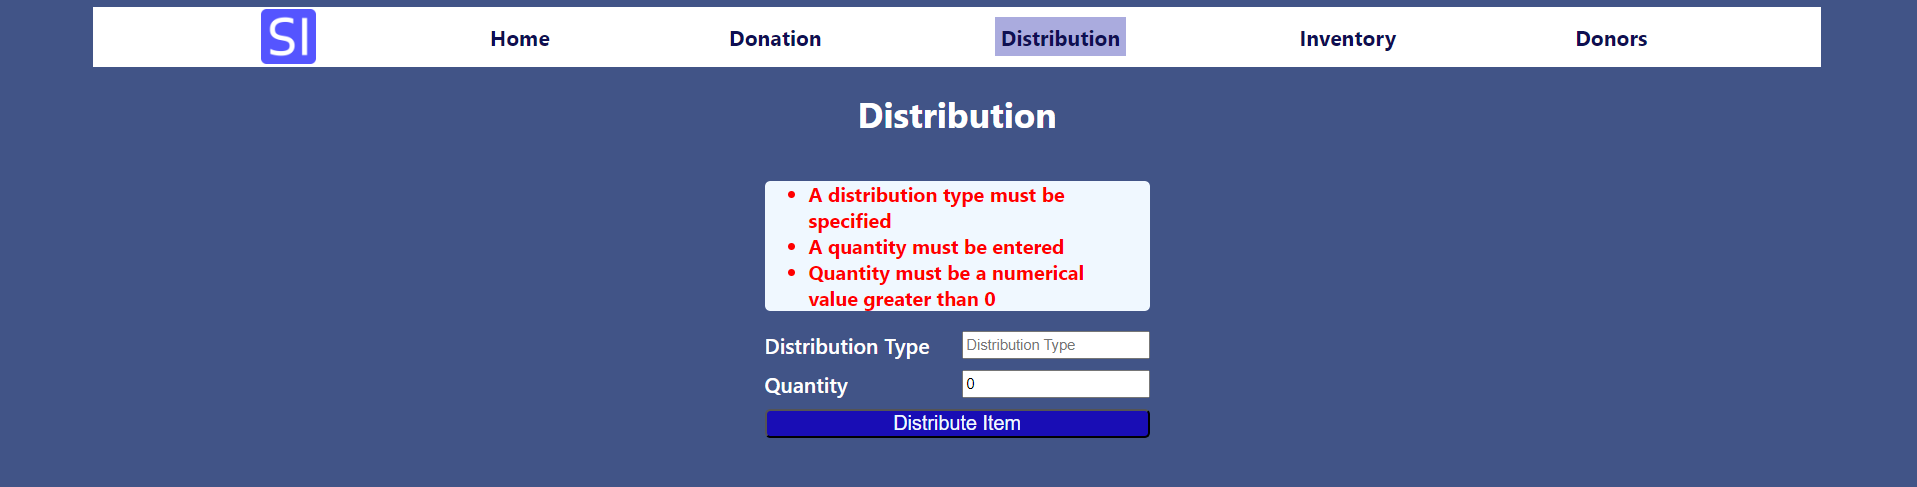 SI
Home
Donation
Distribution
Inventory
Donors
Distribution
• A distribution type must be
specified
• A quantity must be entered
• Quantity must be a numerical
value greater than 0
Distribution Type
Distribution Type
Quantity
0
Distribute Item